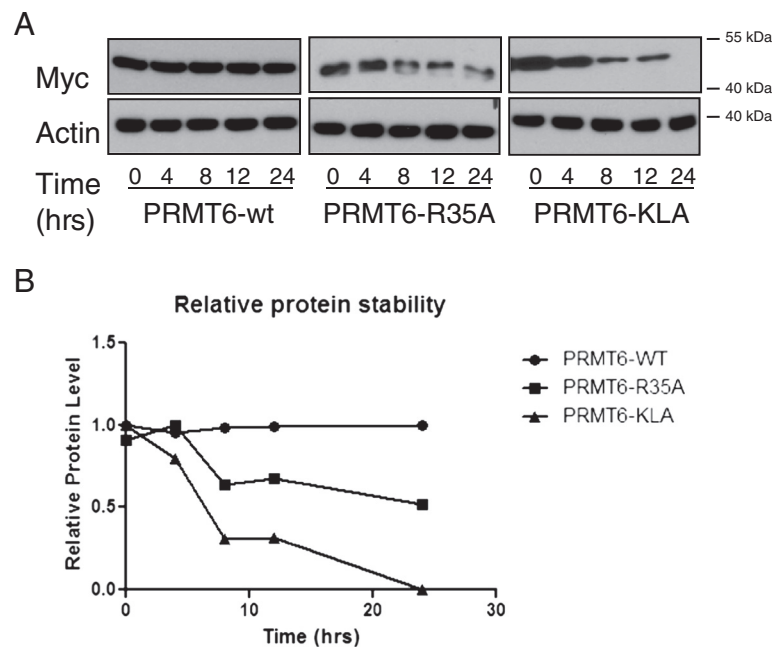 A
Myc
Actin
55 kDa
40 kDa
40 kDa
Time
(hrs)
0 4 8 12 24
0 4 8 12 24
0 4 8 12 24
PRMT6-wt
PRMT6-R35A
PRMT6-KLA
B
Relative protein stability
Relative Protein Level
1.5
1.0
0.5
0.0
0 10 20 30
Time (hrs)
PRMT6-WT
PRMT6-R35A
PRMT6-KLA